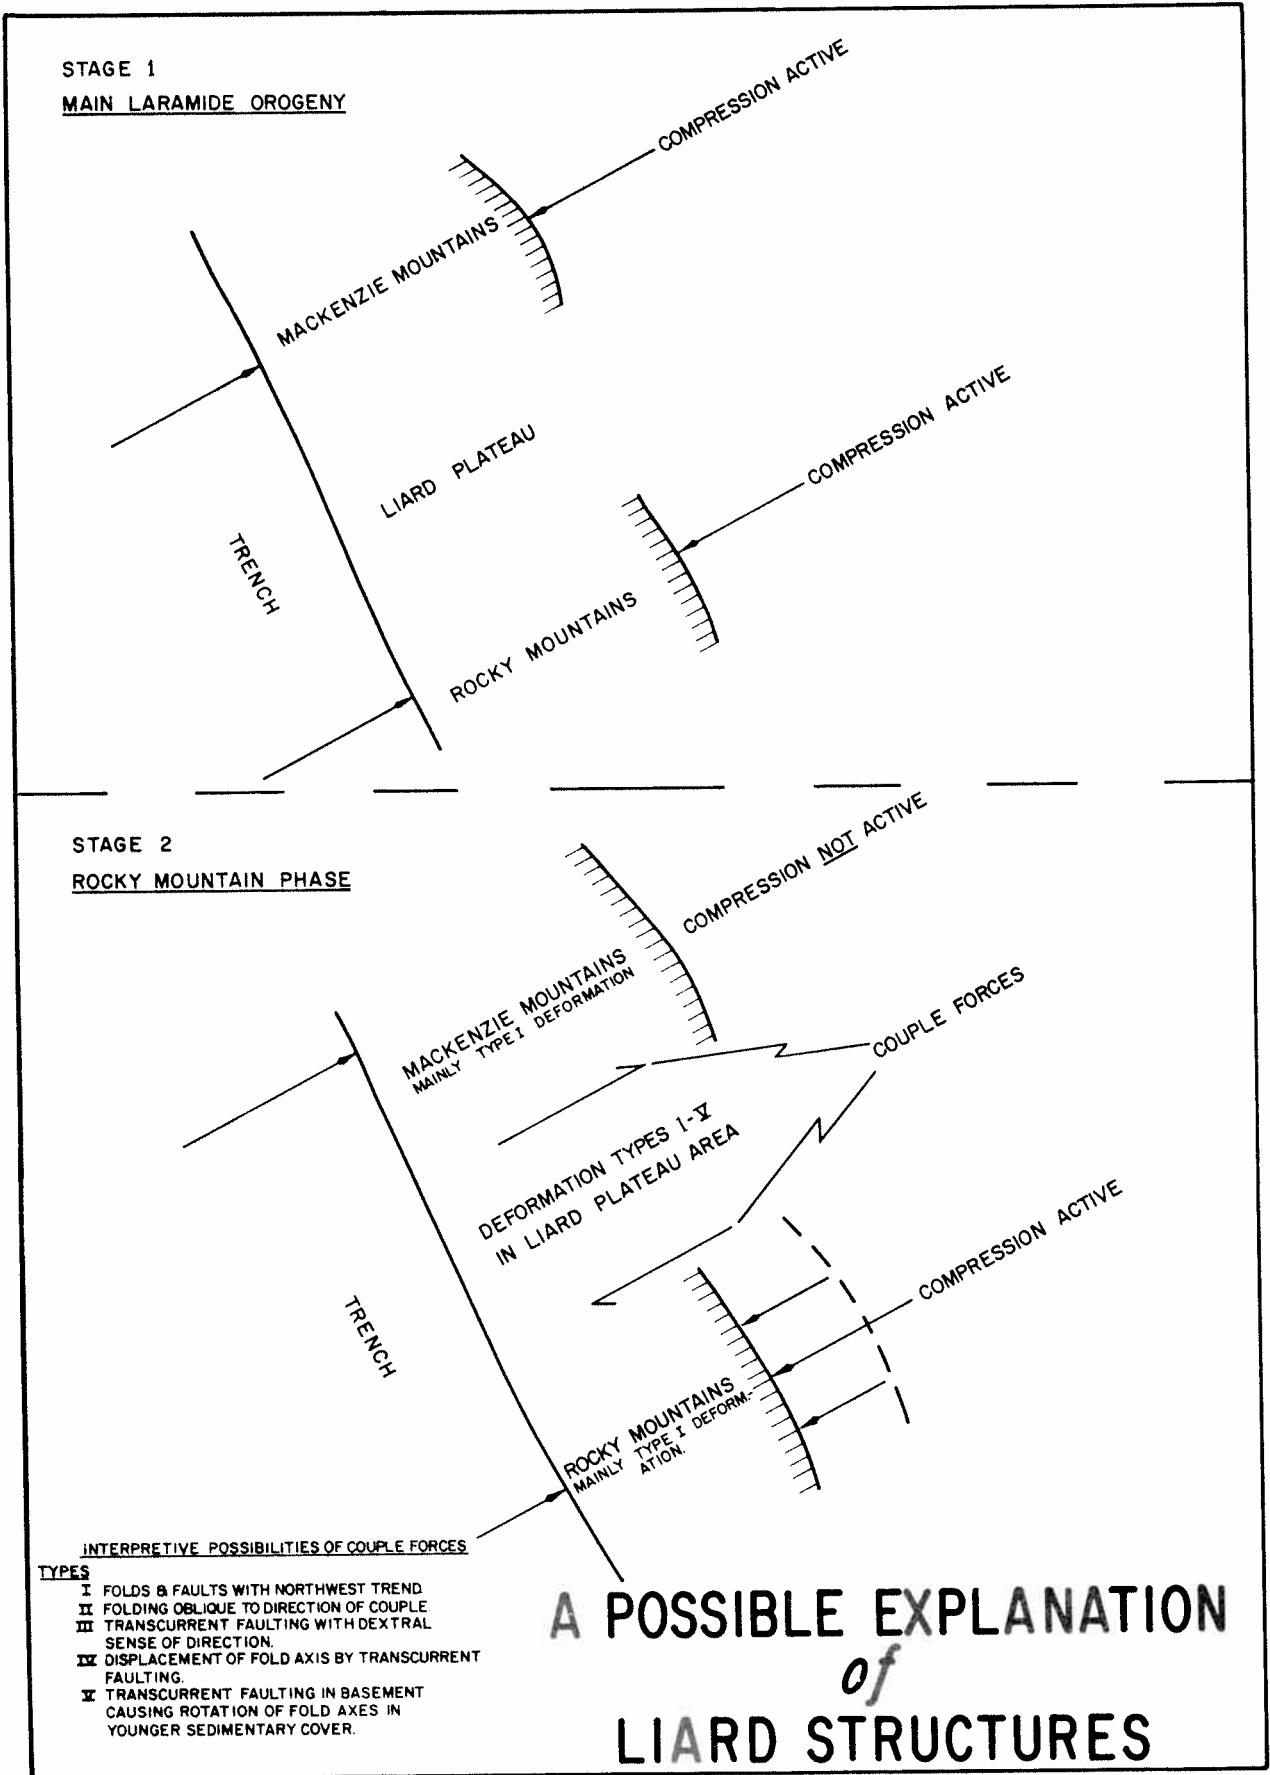 STAGE 1
MAIN LARAMIDE OROGENY
COMPRESSION ACTIVE
MACKENZIE MOUNTAINS
COMPRESSION ACTIVE
LIARD PLATEAU
TRENCH
ROCKY MOUNTAINS
STAGE 2
ROCKY MOUNTAIN PHASE
COMPRESSION NOT ACTIVE
MACKENZIE MOUNTAINS
MAINLY TYPE I DEFORMATION
COUPLE FORCES
DEFORMATION TYPES I-V
IN LIARD PLATEAU AREA
COMPRESSION ACTIVE
TRENCH
ROCKY MOUNTAINS
MAINLY TYPE I DEFORM-
ATION.
INTERPRETIVE POSSIBILITIES OF COUPLE FORCES
TYPES
I FOLDS & FAULTS WITH NORTHWEST TREND
II FOLDING OBLIQUE TO DIRECTION OF COUPLE
III TRANSCURRENT FAULTING WITH DEXTRAL
SENSE OF DIRECTION.
IV DISPLACEMENT OF FOLD AXIS BY TRANSCURRENT
FAULTING.
V TRANSCURRENT FAULTING IN BASEMENT
CAUSING ROTATION OF FOLD AXES IN
YOUNGER SEDIMENTARY COVER.
A POSSIBLE EXPLANATION
of
LIARD STRUCTURES